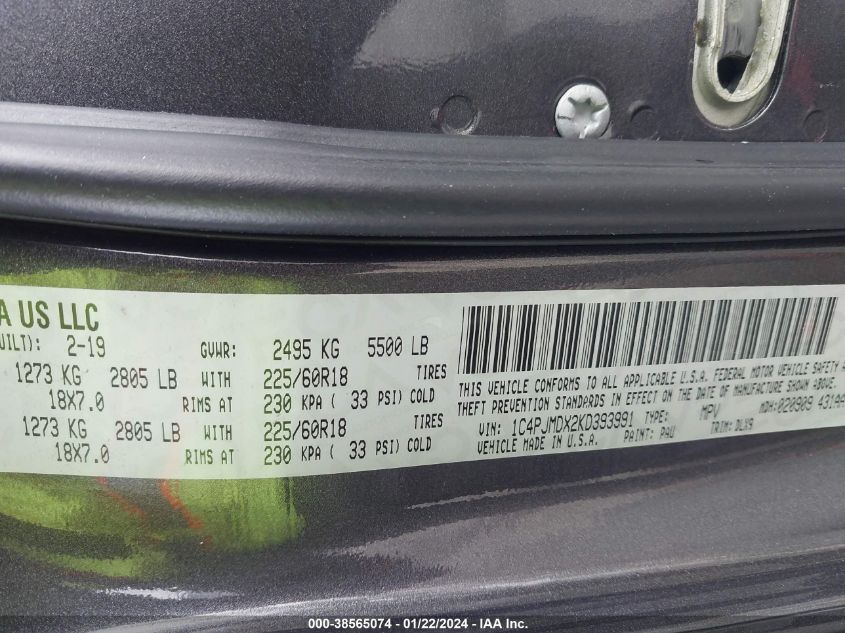 A US LLC
UILT): 2-19 GVWR: 2495 KG 5500 LB
1273 KG 2805 LB WITH 225/60R18 TIRES
18X7.0 RIMS AT 230 KPA ( 33 PSI) COLD
1273 KG 2805 LB WITH 225/60R18 TIRES
18X7.0 RIMS AT 230 KPA ( 33 PSI) COLD
THIS VEHICLE CONFORMS TO ALL APPLICABLE U.S.A. FEDERAL MOTOR VEHICLE SAFETY A
THEFT PREVENTION STANDARDS IN EFFECT ON THE DATE OF MANUFACTURE SHOWN ABOVE.
VIN: 1C4PJMDX2KD393991 TYPE: MPV MDH: 020909 43199
VEHICLE MADE IN U.S.A. PAINT: PAU TRIM: DLX9
000-38565074 - 01/22/2024 - IAA Inc.